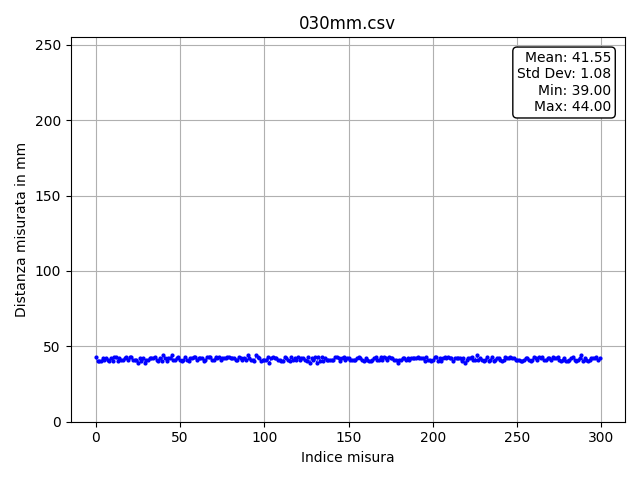 030mm.csv
Mean: 41.55
Std Dev: 1.08
Min: 39.00
Max: 44.00
Distanza misurata in mm
250
200
150
100
50
0
0 50 100 150 200 250 300
Indice misura